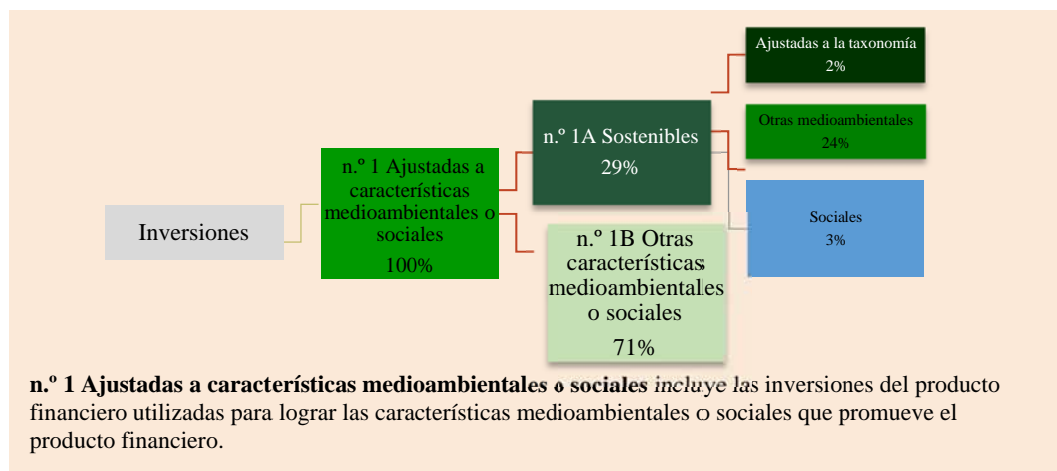 Inversiones
n.º 1 Ajustadas a
características
medioambientales o
sociales
100%
n.º 1A Sostenibles
29%
n.º 1B Otras
características
medioambientales
o sociales
71%
Ajustadas a la taxonomía
2%
Otras medioambientales
24%
Sociales
3%
n.º 1 Ajustadas a características medioambientales o sociales incluye las inversiones del producto
financiero utilizadas para lograr las características medioambientales o sociales que promueve el
producto financiero.